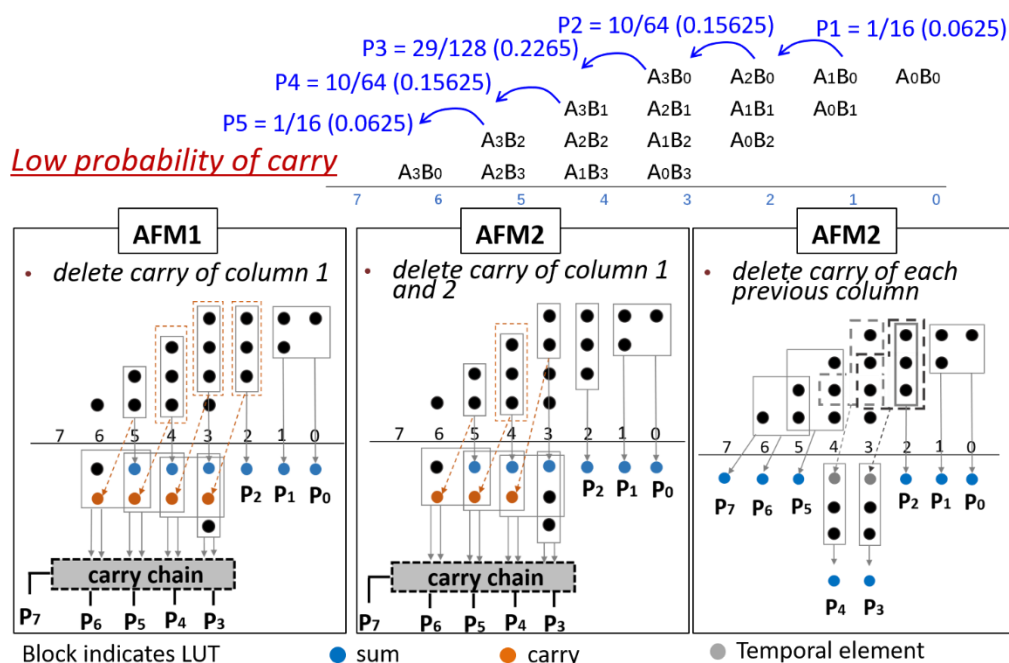 P3 = 29/128 (0.2265) P2 = 10/64 (0.15625) P1 = 1/16 (0.0625)
P4 = 10/64 (0.15625) A3B0 A2B0 A1B0 A0B0
P5 = 1/16 (0.0625) A3B1 A2B1 A1B1 A0B1
A3B2 A2B2 A1B2 A0B2
Low probability of carry A3B0 A2B3 A1B3 A0B3
7 6 5 4 3 2 1 0
AFM1
• delete carry of column 1
7 6 5 4 3 2 1 0
P2 P1 P0
carry chain
P7 P6 P5 P4 P3
AFM2
• delete carry of column 1
and 2
7 6 5 4 3 2 1 0
P2 P1 P0
carry chain
P7 P6 P5 P4 P3
AFM2
• delete carry of each
previous column
7 6 5 4 3 2 1 0
P7 P6 P5 P2 P1 P0
P4 P3
Block indicates LUT sum carry Temporal element